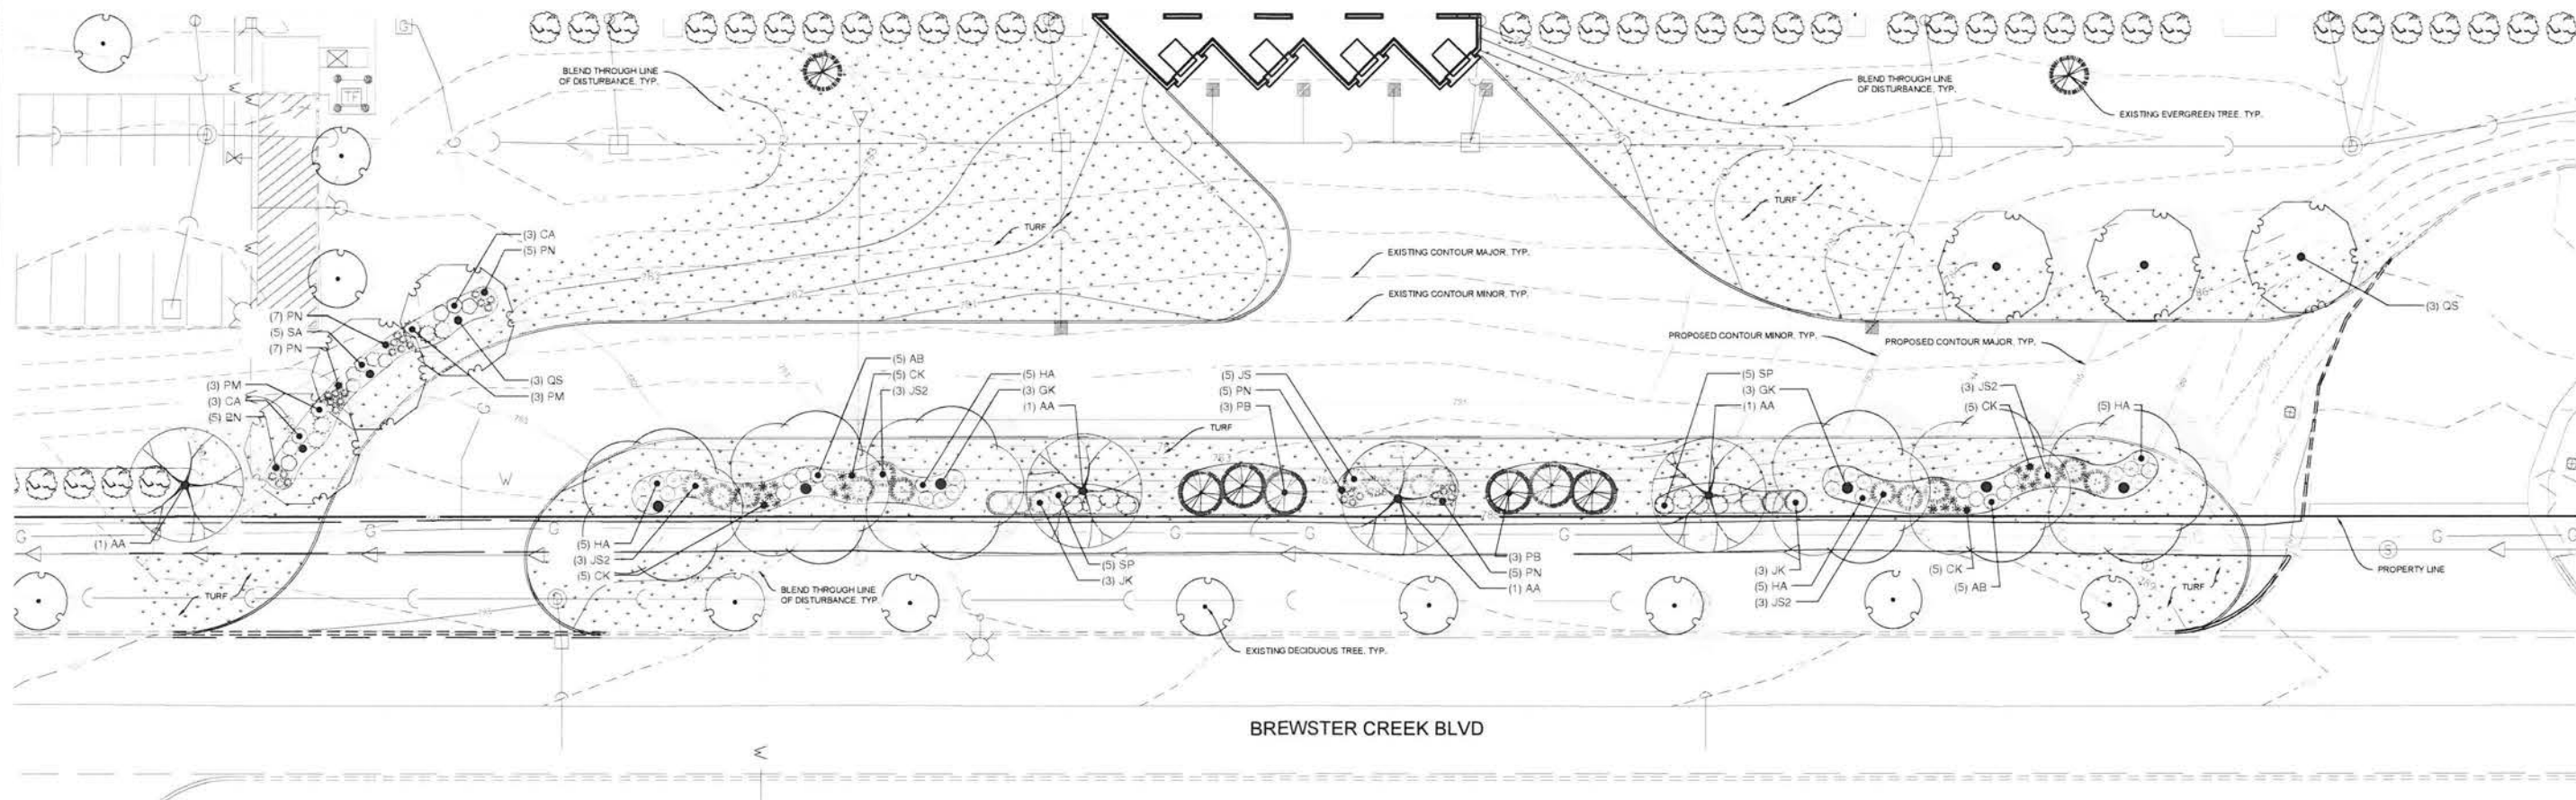 BLEND THROUGH LINE
OF DISTURBANCE, TYP.
BLEND THROUGH LINE
OF DISTURBANCE, TYP.
EXISTING EVERGREEN TREE, TYP.
TF
G
TURF
TURF
(3) CA
(5) PN
EXISTING CONTOUR MAJOR, TYP.
EXISTING CONTOUR MINOR, TYP.
(3) QS
(7) PN
(5) SA
(7) PN
PROPOSED CONTOUR MINOR, TYP.
PROPOSED CONTOUR MAJOR, TYP.
783
782
781
(3) PM
(3) CA
(5) PN
(3) QS
(3) PM
(5) AB
(5) CK
(3) JS2
(5) HA
(3) GK
(1) AA
(5) JS
(5) PN
(3) PB
TURF
(5) SP
(3) GK
(1) AA
(3) JS2
(5) CK
(5) HA
G
W
(1) AA
(5) HA
(3) JS2
(5) CK
(5) SP
(3) JK
(3) PB
(5) PN
(1) AA
(3) JK
(5) HA
(3) JS2
(5) CK
(5) AB
PROPERTY LINE
TURF
BLEND THROUGH LINE
OF DISTURBANCE, TYP.
TURF
EXISTING DECIDUOUS TREE, TYP.
BREWSTER CREEK BLVD